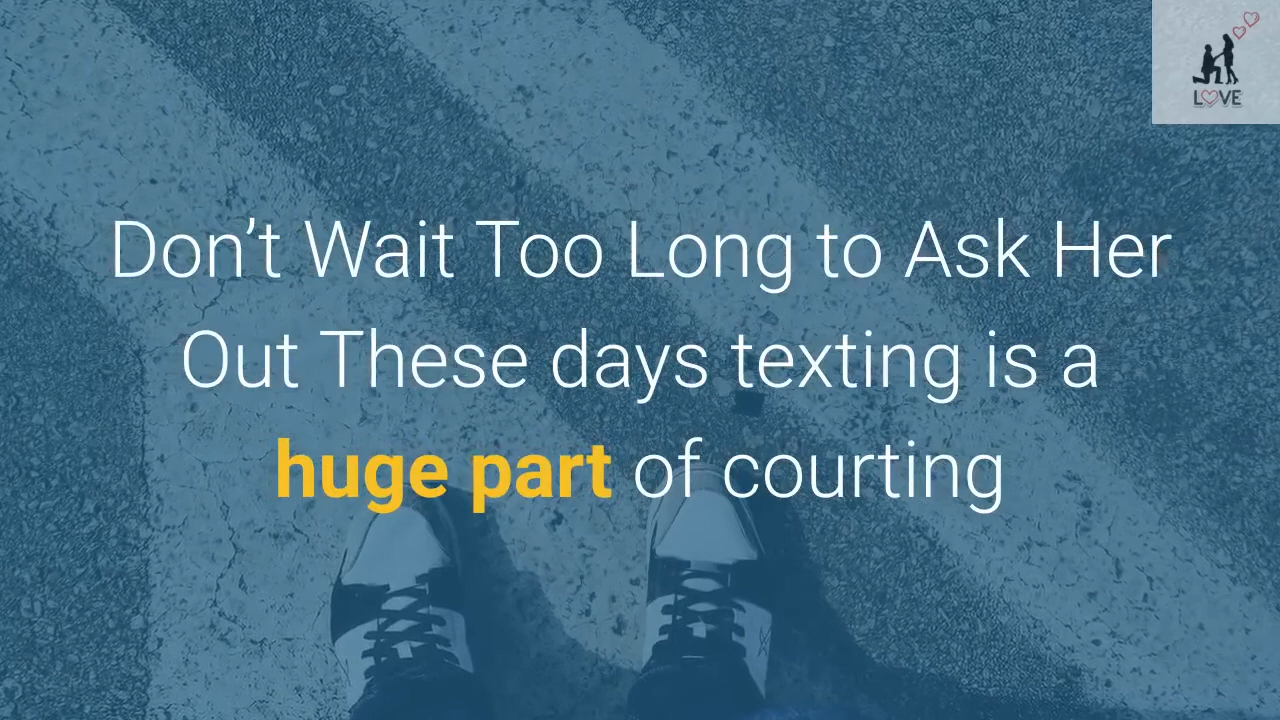 LOVE
Don’t Wait Too Long to Ask Her
Out These days texting is a
huge part of courting